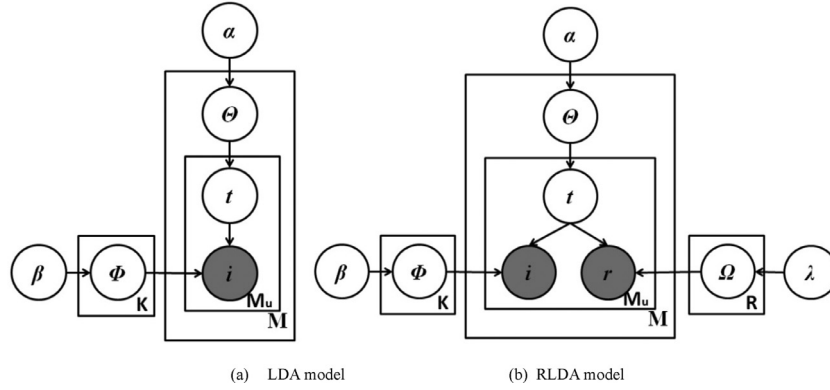 α α
Θ Θ
t t
β Φ i β Φ i r Ω λ
K Mu K Mu R
M M
(a) LDA model (b) RLDA model